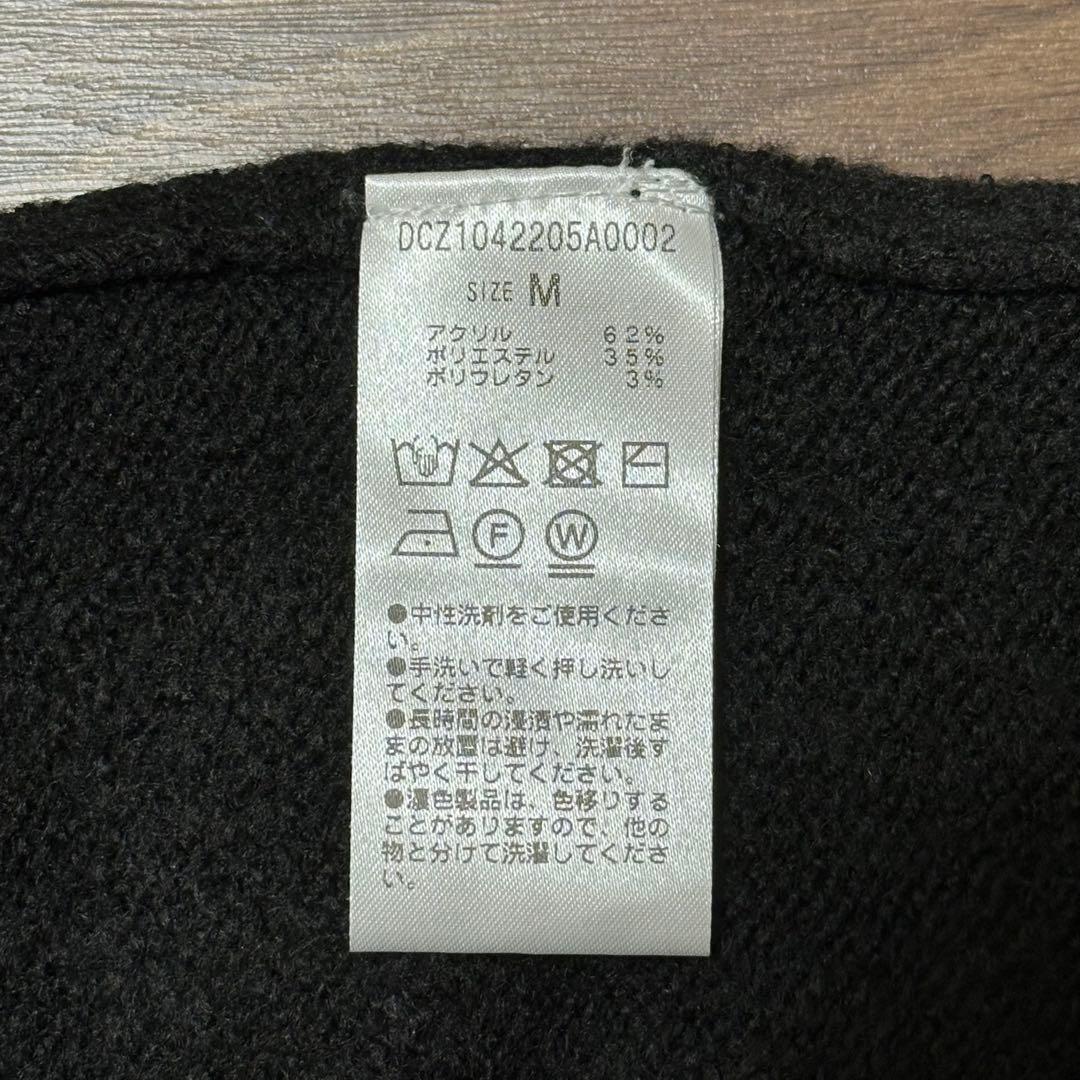 DCZ1042205A0002
SIZE M
アクリル 62%
ポリエステル 35%
ポリウレタン 3%
F W
●中性洗剤をご使用くださ
い。
●手洗いで軽く押し洗いし
てください。
●長時間の浸漬や濡れたま
まの放置は避け、洗濯後す
ばやく干してください。
●濃色製品は、色移りする
ことがありますので、他の
物と分けて洗濯してくださ
い。